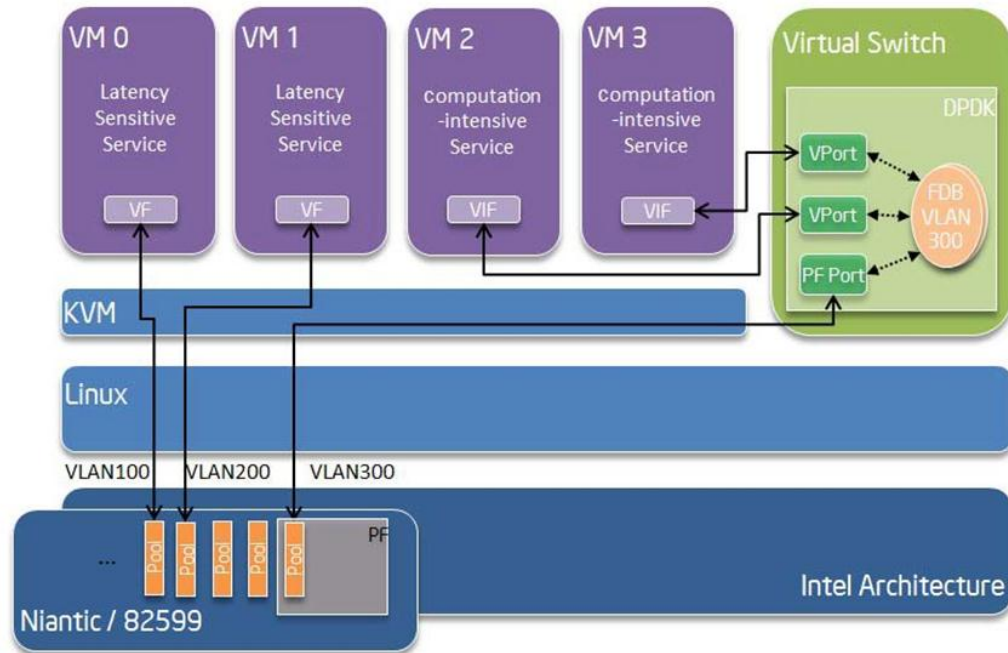 VM 0
Latency
Sensitive
Service
VF
VM 1
Latency
Sensitive
Service
VF
VM 2
computation
-intensive
Service
VIF
VM 3
computation
-intensive
Service
VIF
Virtual Switch
DPDK
VPort
VPort
PF Port
FDB
VLAN
300
KVM
Linux
VLAN100
VLAN200
VLAN300
...
Pool
Pool
Pool
Pool
Pool
PF
Niantic / 82599
Intel Architecture